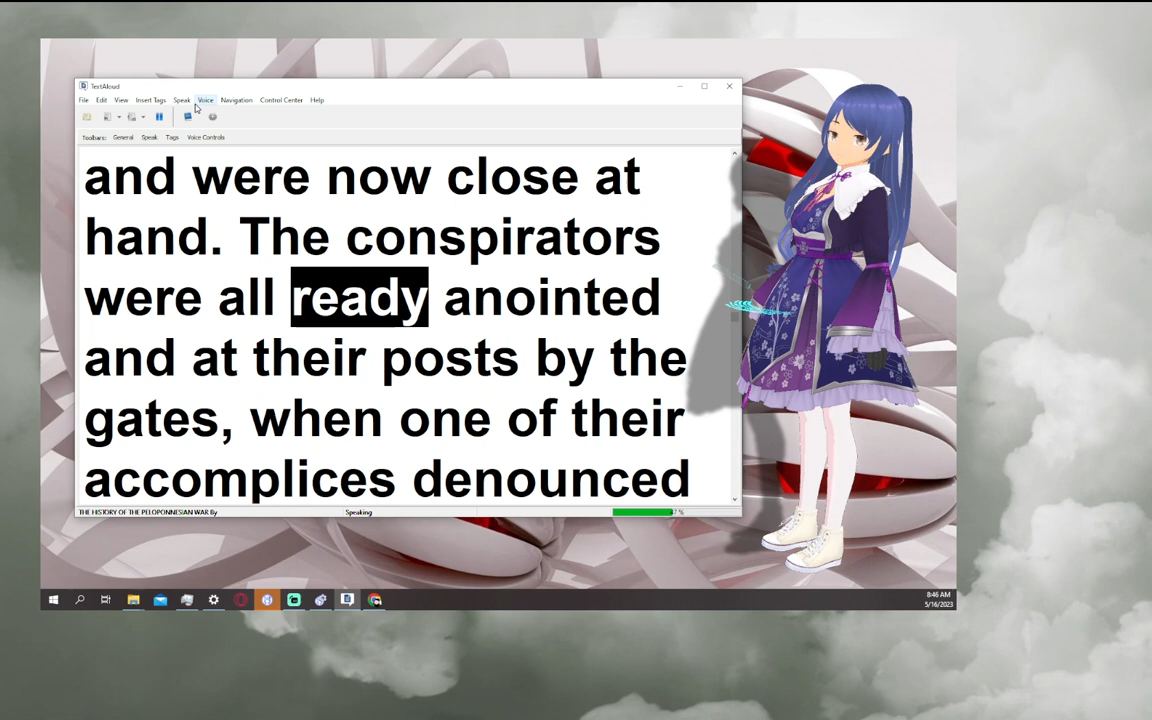 TextAloud
File Edit View Insert Tags Speak Voice Navigation Control Center Help
Toolbars: General Speak Tags Voice Controls
and were now close at
hand. The conspirators
were all ready anointed
and at their posts by the
gates, when one of their
accomplices denounced
THE HISTORY OF THE PELOPONNESIAN WAR By Speaking
8:46 AM
5/16/2023